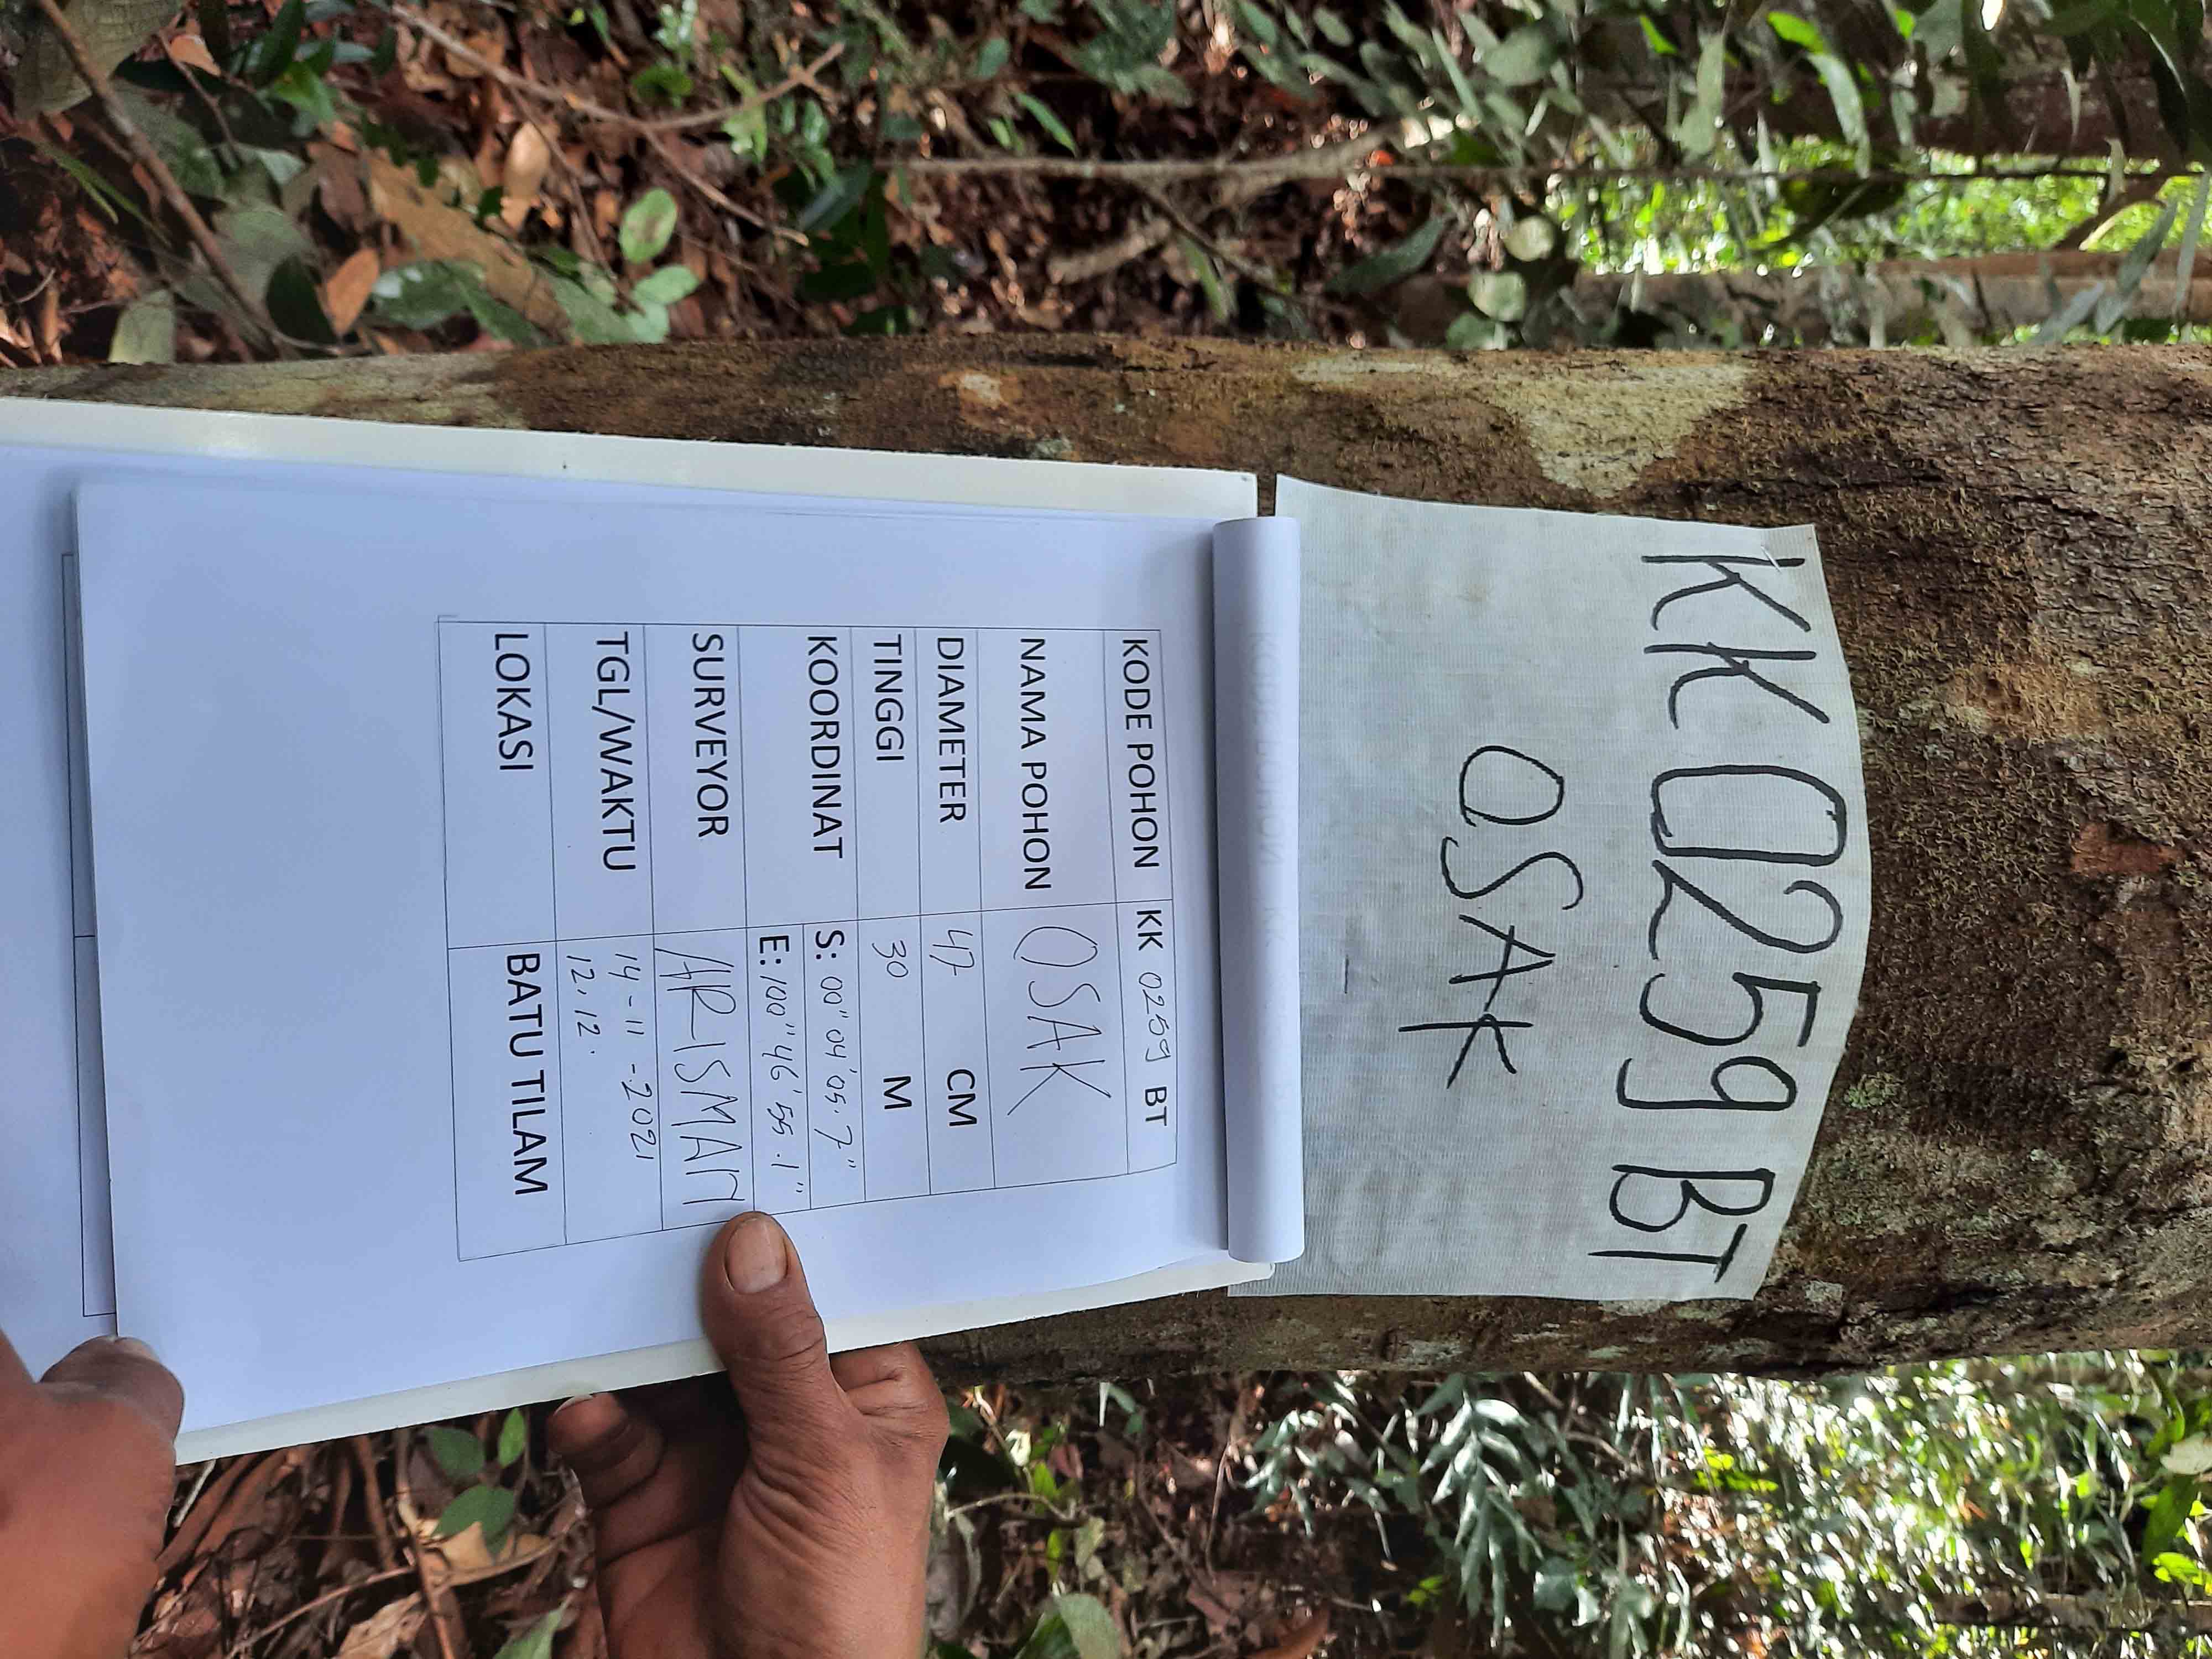 KK 0259 BT
OSAK
KODE POHON KK 0259 BT
NAMA POHON OSAK
DIAMETER 47 CM
TINGGI 30 M
KOORDINAT S: 00" 04' 05.7"
E: 100" 46' 55.1"
SURVEYOR ARISMAN
TGL/WAKTU 14-11-2021
12.12.
LOKASI BATU TILAM